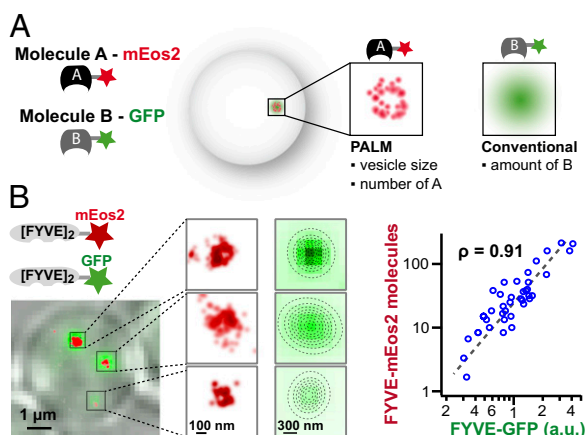 A
Molecule A - mEos2
A
Molecule B - GFP
B
A
PALM
▪ vesicle size
▪ number of A
B
Conventional
▪ amount of B
B
mEos2
[FYVE]2
GFP
[FYVE]2
1 µm
100 nm
300 nm
FYVE-mEos2 molecules
100
10
1
ρ = 0.91
2 4 6 8 1 2 4
FYVE-GFP (a.u.)